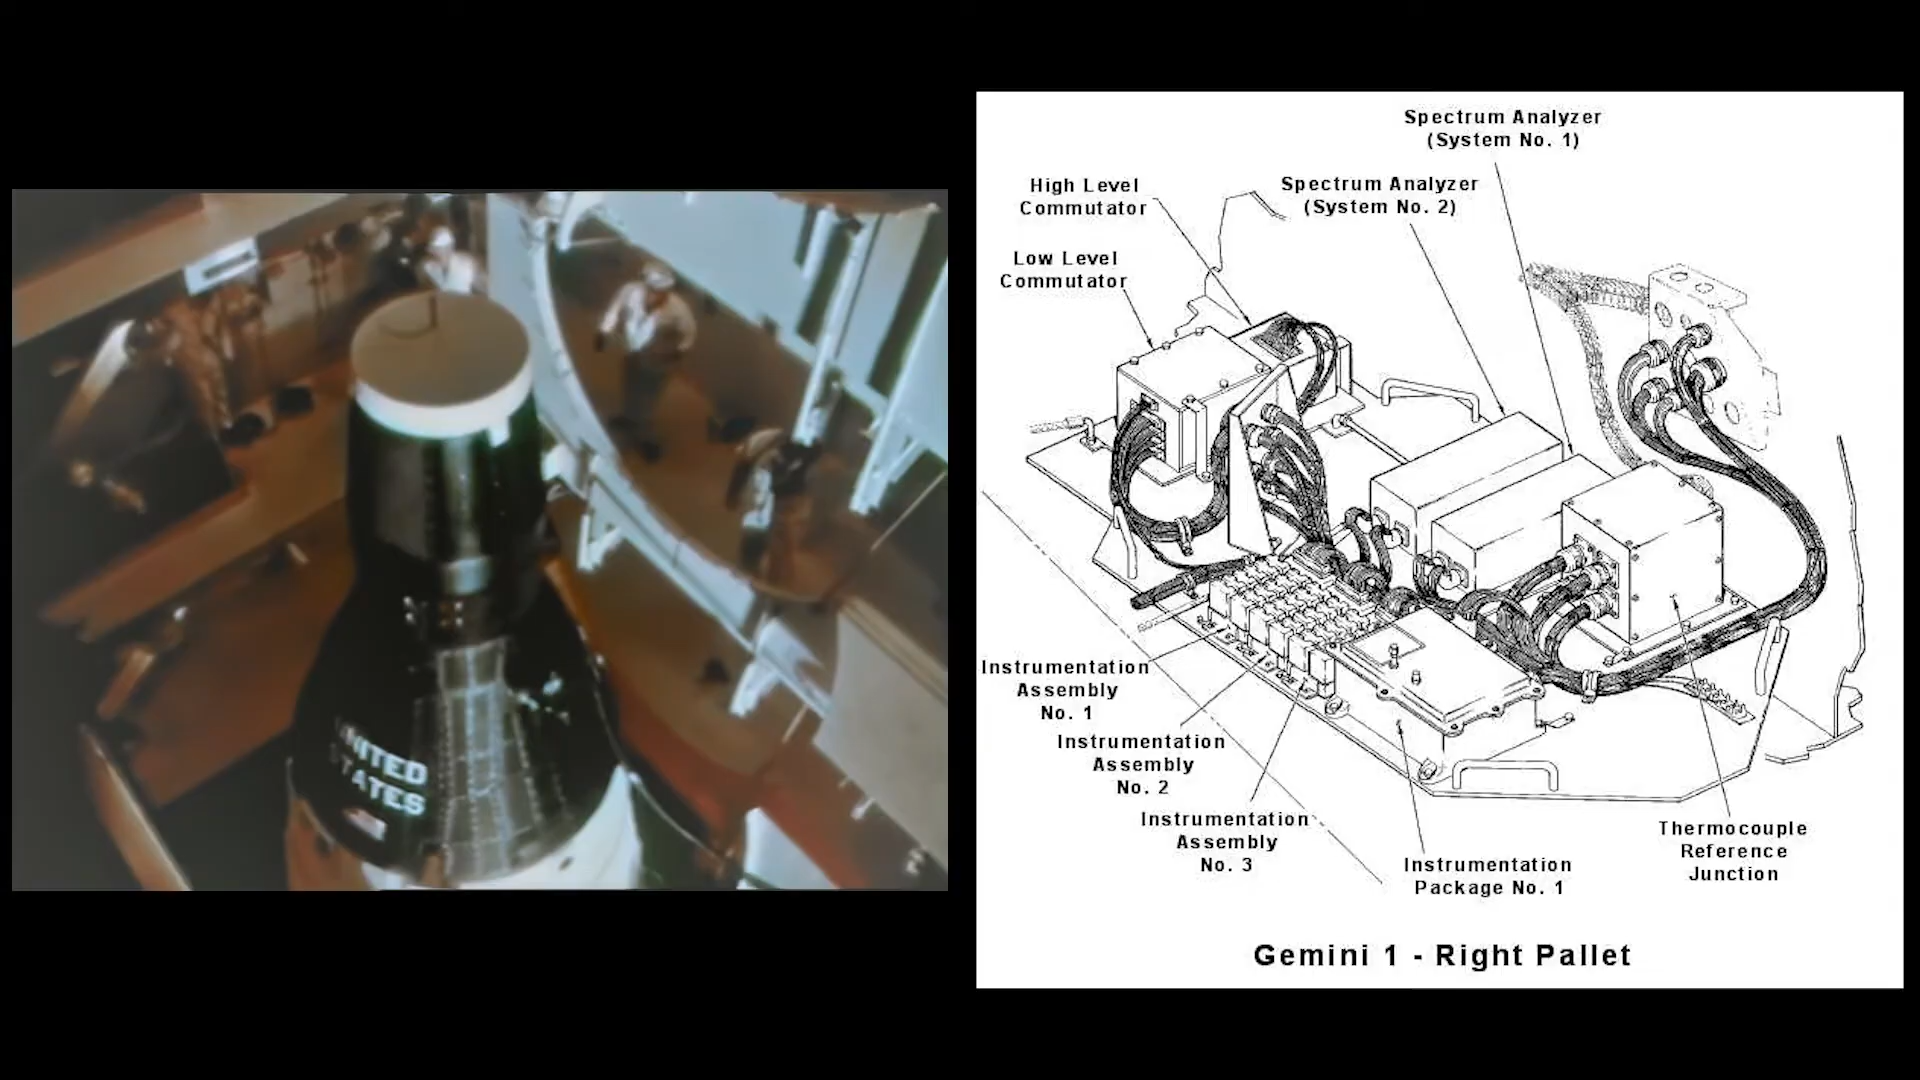 UNITED
STATES
Spectrum Analyzer
(System No. 1)
High Level
Commutator
Spectrum Analyzer
(System No. 2)
Low Level
Commutator
Instrumentation
Assembly
No. 1
Instrumentation
Assembly
No. 2
Instrumentation
Assembly
No. 3
Instrumentation
Package No. 1
Thermocouple
Reference
Junction
Gemini 1 - Right Pallet